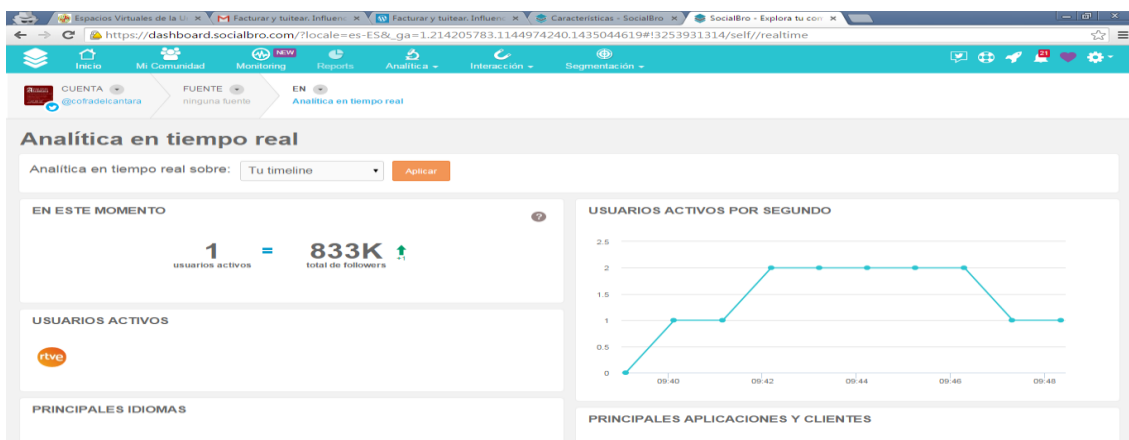 Espacios Virtuales de la U
Facturar y tuitear. Influenc
Facturar y tuitear. Influenc
Características - SocialBro
SocialBro - Explora tu con
https://dashboard.socialbro.com/?locale=es-ES&_ga=1.214205783.1144974240.1435044619#!3253931314/self//realtime
Inicio
Mi Comunidad
Monitoring
NEW
Reports
Analítica
Interacción
Segmentación
21
CUENTA
@cofradelcantara
FUENTE
ninguna fuente
EN
Analítica en tiempo real
Analítica en tiempo real
Analítica en tiempo real sobre:
Tu timeline
Aplicar
EN ESTE MOMENTO
?
1
usuarios activos
=
833K
total de followers
+1
USUARIOS ACTIVOS
rtve
PRINCIPALES IDIOMAS
USUARIOS ACTIVOS POR SEGUNDO
2.5
2
1.5
1
0.5
0
09:40 09:42 09:44 09:46 09:48
PRINCIPALES APLICACIONES Y CLIENTES